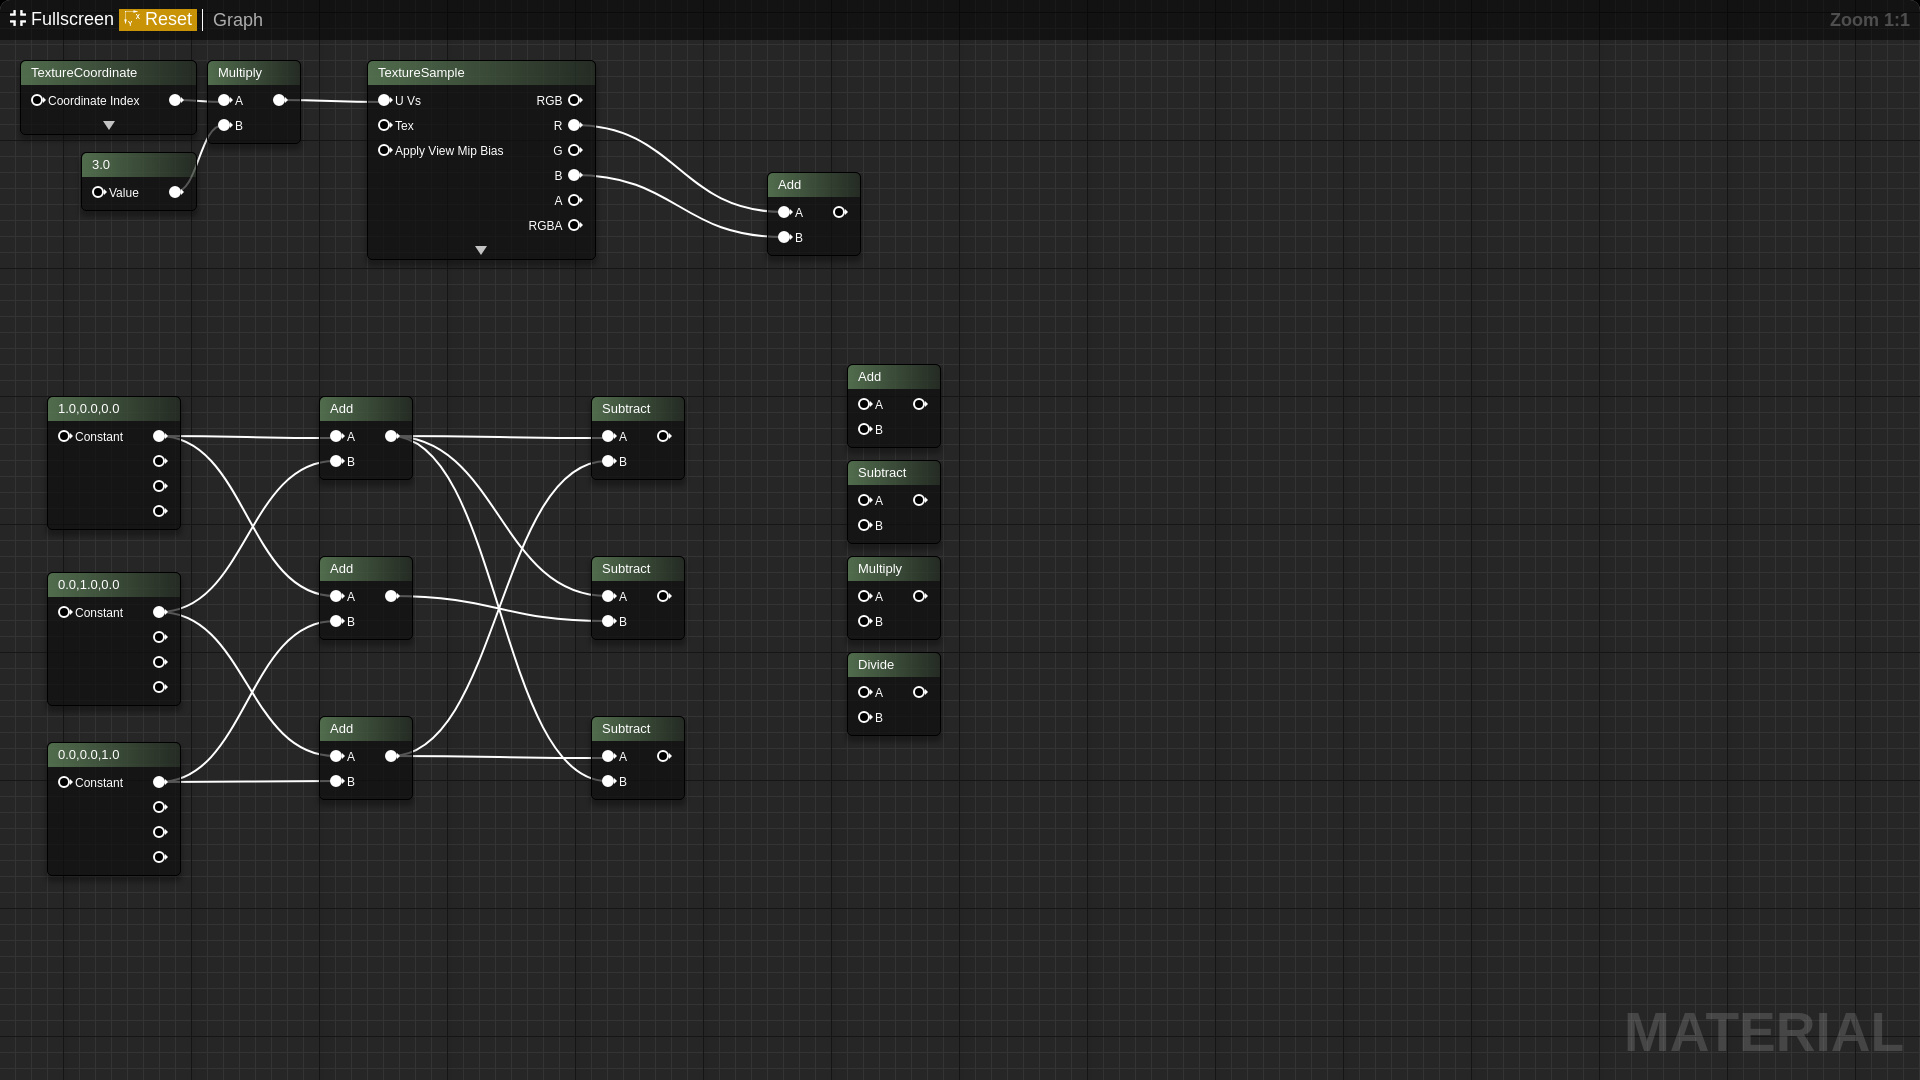 Fullscreen Reset Graph
Zoom 1:1
TextureCoordinate
Coordinate Index
Multiply
A
B
3.0
Value
TextureSample
U Vs RGB
Tex R
Apply View Mip Bias G
B
A
RGBA
Add
A
B
1.0,0.0,0.0
Constant
0.0,1.0,0.0
Constant
0.0,0.0,1.0
Constant
Add
A
B
Add
A
B
Add
A
B
Subtract
A
B
Subtract
A
B
Subtract
A
B
Add
A
B
Subtract
A
B
Multiply
A
B
Divide
A
B
MATERIAL